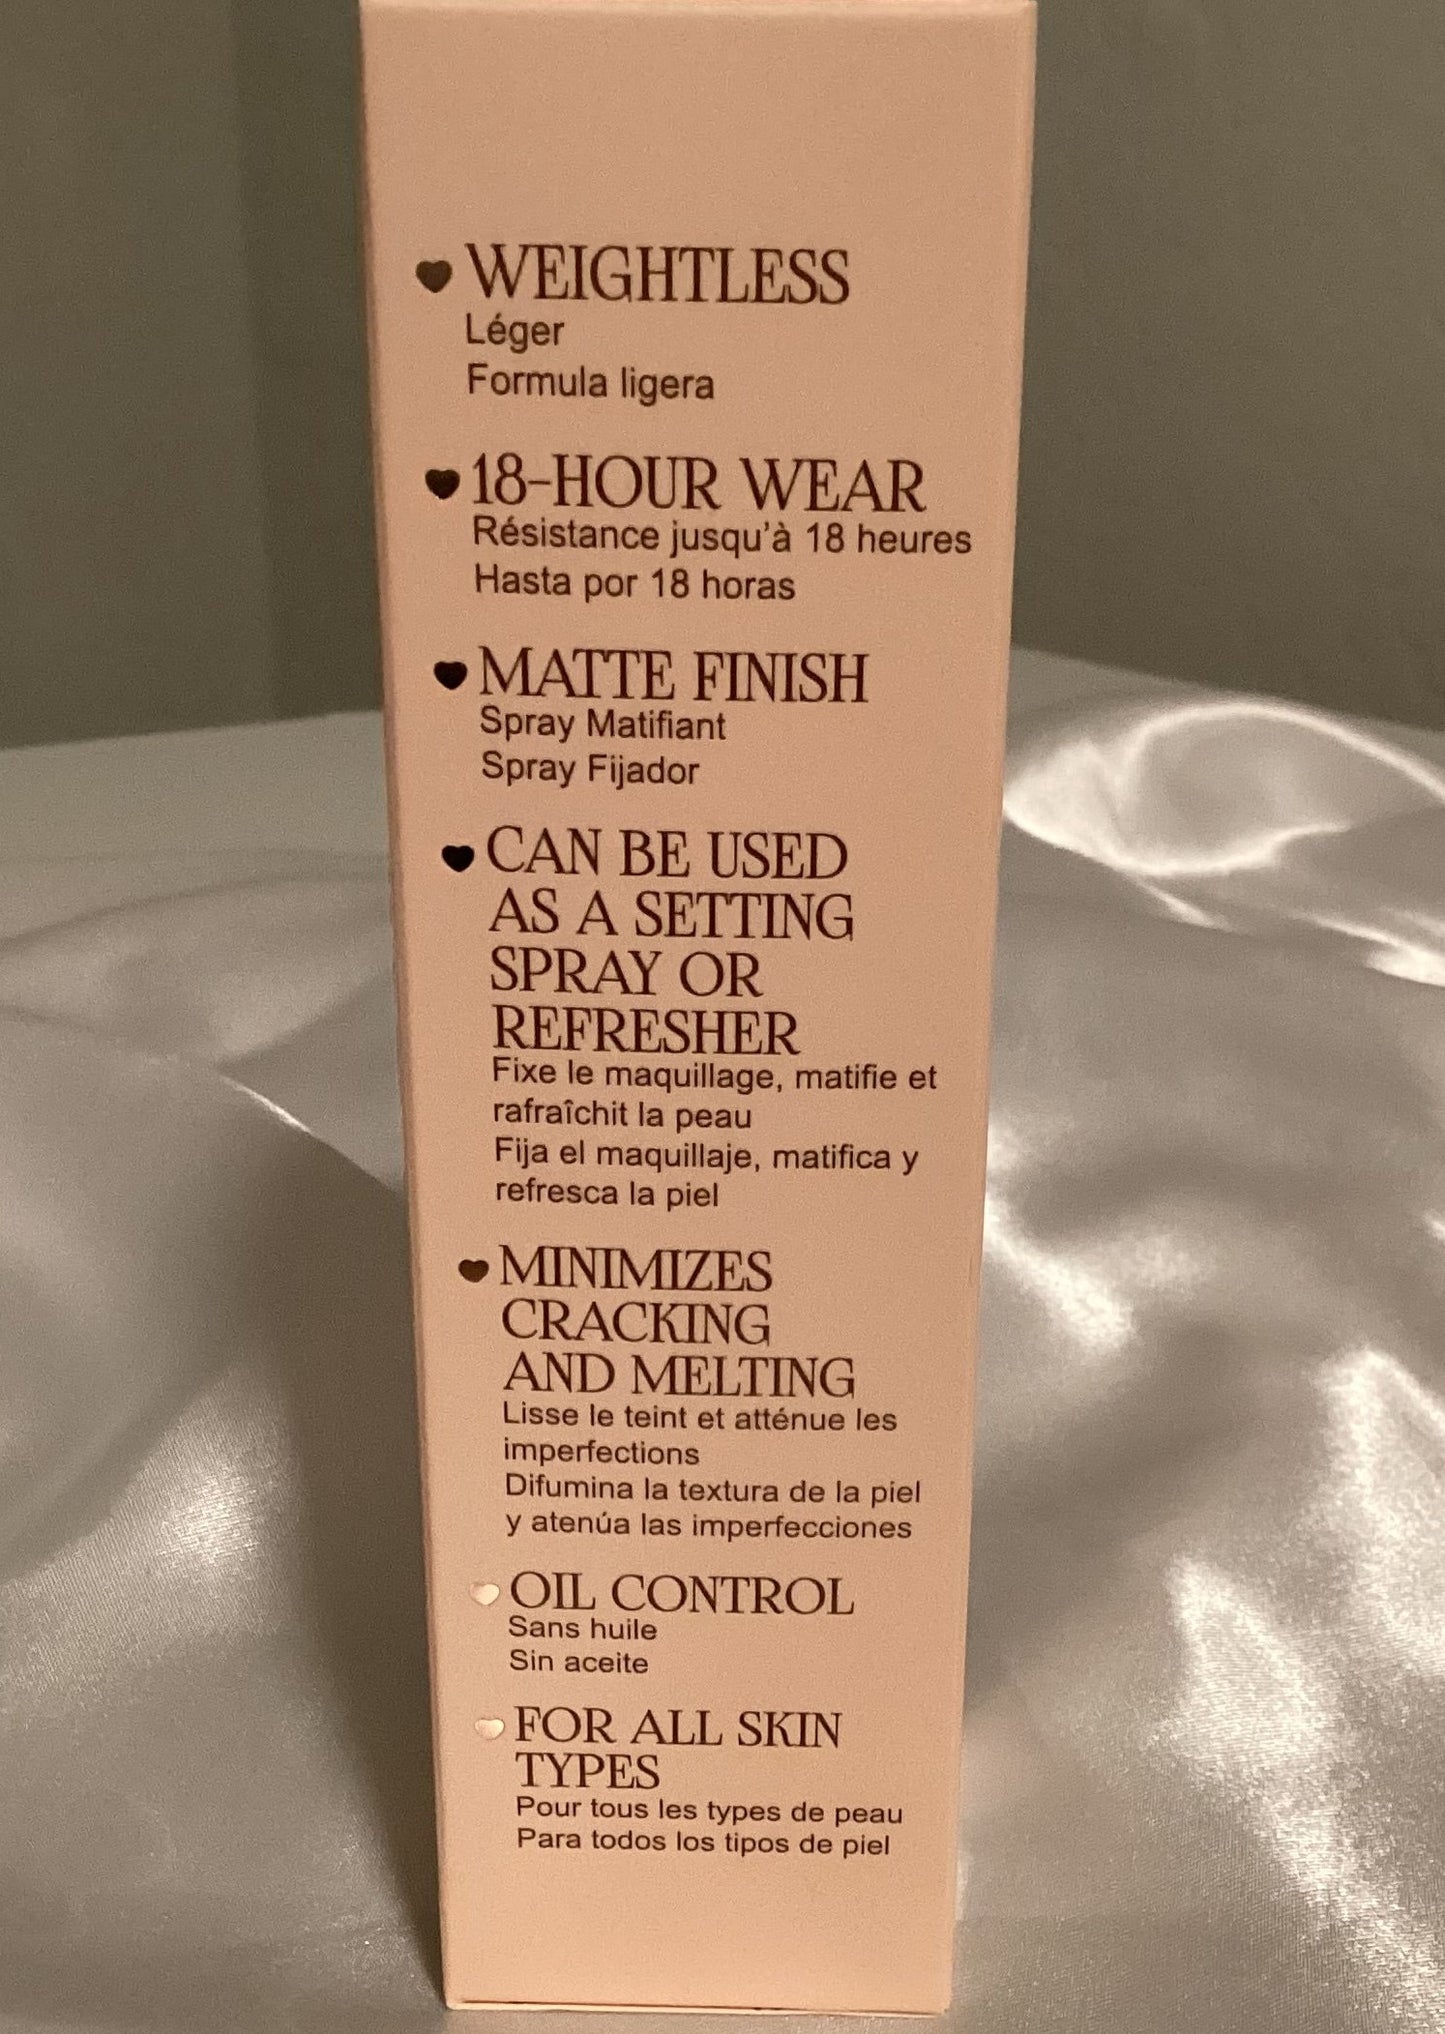 WEIGHTLESS
Léger
Formula ligera
18-HOUR WEAR
Résistance jusqu'à 18 heures
Hasta por 18 horas
MATTE FINISH
Spray Matifiant
Spray Fijador
CAN BE USED
AS A SETTING
SPRAY OR
REFRESHER
Fixe le maquillage, matifie et
rafraîchit la peau
Fija el maquillaje, matifica y
refresca la piel
MINIMIZES
CRACKING
AND MELTING
Lisse le teint et atténue les
imperfections
Difumina la textura de la piel
y atenúa las imperfecciones
OIL CONTROL
Sans huile
Sin aceite
FOR ALL SKIN
TYPES
Pour tous les types de peau
Para todos los tipos de piel